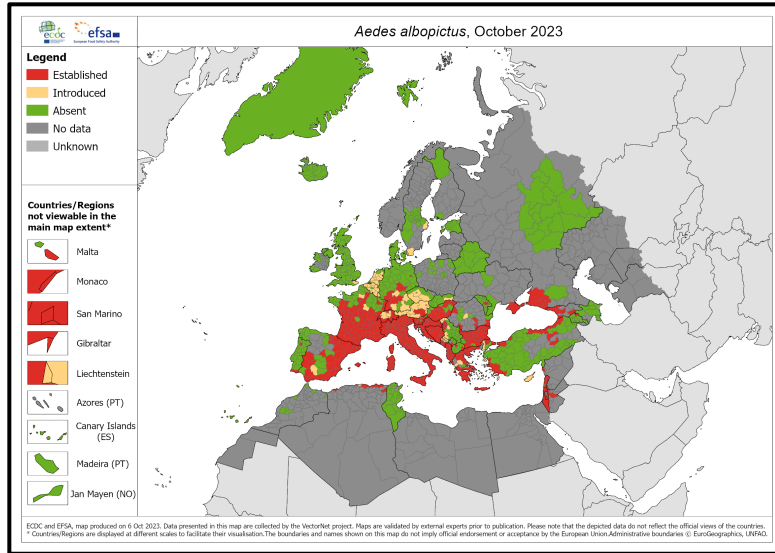 ecdc
efsa
European Food Safety Authority
Aedes albopictus, October 2023
Legend
Established
Introduced
Absent
No data
Unknown
Countries/Regions
not viewable in the
main map extent*
Malta
Monaco
San Marino
Gibraltar
Liechtenstein
Azores (PT)
Canary Islands
(ES)
Madeira (PT)
Jan Mayen (NO)
ECDC and EFSA, map produced on 6 Oct 2023. Data presented in this map are collected by the VectorNet project. Maps are validated by external experts prior to publication. Please note that the depicted data do not reflect the official views of the countries.
* Countries/Regions are displayed at different scales to facilitate their visualisation.The boundaries and names shown on this map do not imply official endorsement or acceptance by the European Union.Administrative boundaries © EuroGeographics, UNFAO.